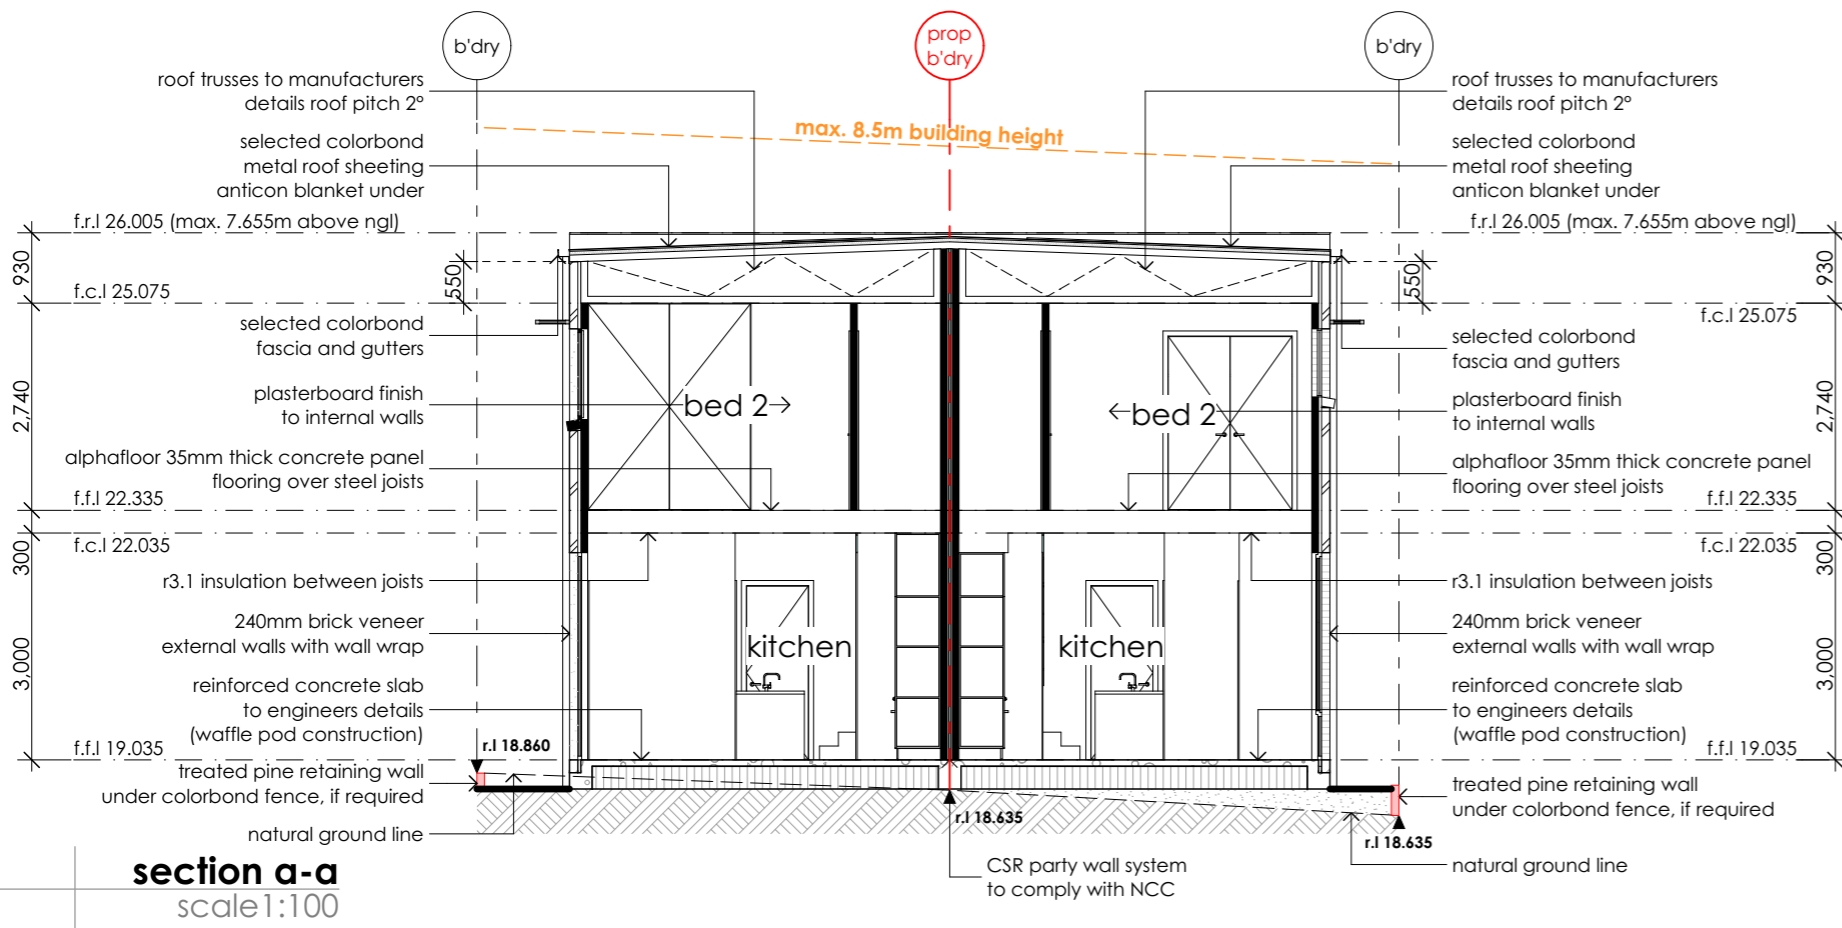 b'dry
prop
b'dry
b'dry
roof trusses to manufacturers
details roof pitch 2°
roof trusses to manufacturers
details roof pitch 2°
max. 8.5m building height
selected colorbond
metal roof sheeting
anticon blanket under
selected colorbond
metal roof sheeting
anticon blanket under
f.r.l 26.005 (max. 7.655m above ngl)
f.r.l 26.005 (max. 7.655m above ngl)
930
550
550
930
f.c.l 25.075
f.c.l 25.075
selected colorbond
fascia and gutters
selected colorbond
fascia and gutters
2,740
plasterboard finish
to internal walls
bed 2
bed 2
plasterboard finish
to internal walls
2,740
alphafloor 35mm thick concrete panel
flooring over steel joists
alphafloor 35mm thick concrete panel
flooring over steel joists
f.f.l 22.335
f.f.l 22.335
300
f.c.l 22.035
f.c.l 22.035
300
r3.1 insulation between joists
r3.1 insulation between joists
240mm brick veneer
external walls with wall wrap
kitchen
kitchen
240mm brick veneer
external walls with wall wrap
3,000
3,000
reinforced concrete slab
to engineers details
(waffle pod construction)
reinforced concrete slab
to engineers details
(waffle pod construction)
f.f.l 19.035
r.l 18.860
f.f.l 19.035
treated pine retaining wall
under colorbond fence, if required
treated pine retaining wall
under colorbond fence, if required
natural ground line
r.l 18.635
r.l 18.635
natural ground line
CSR party wall system
to comply with NCC
section a-a
scale1:100